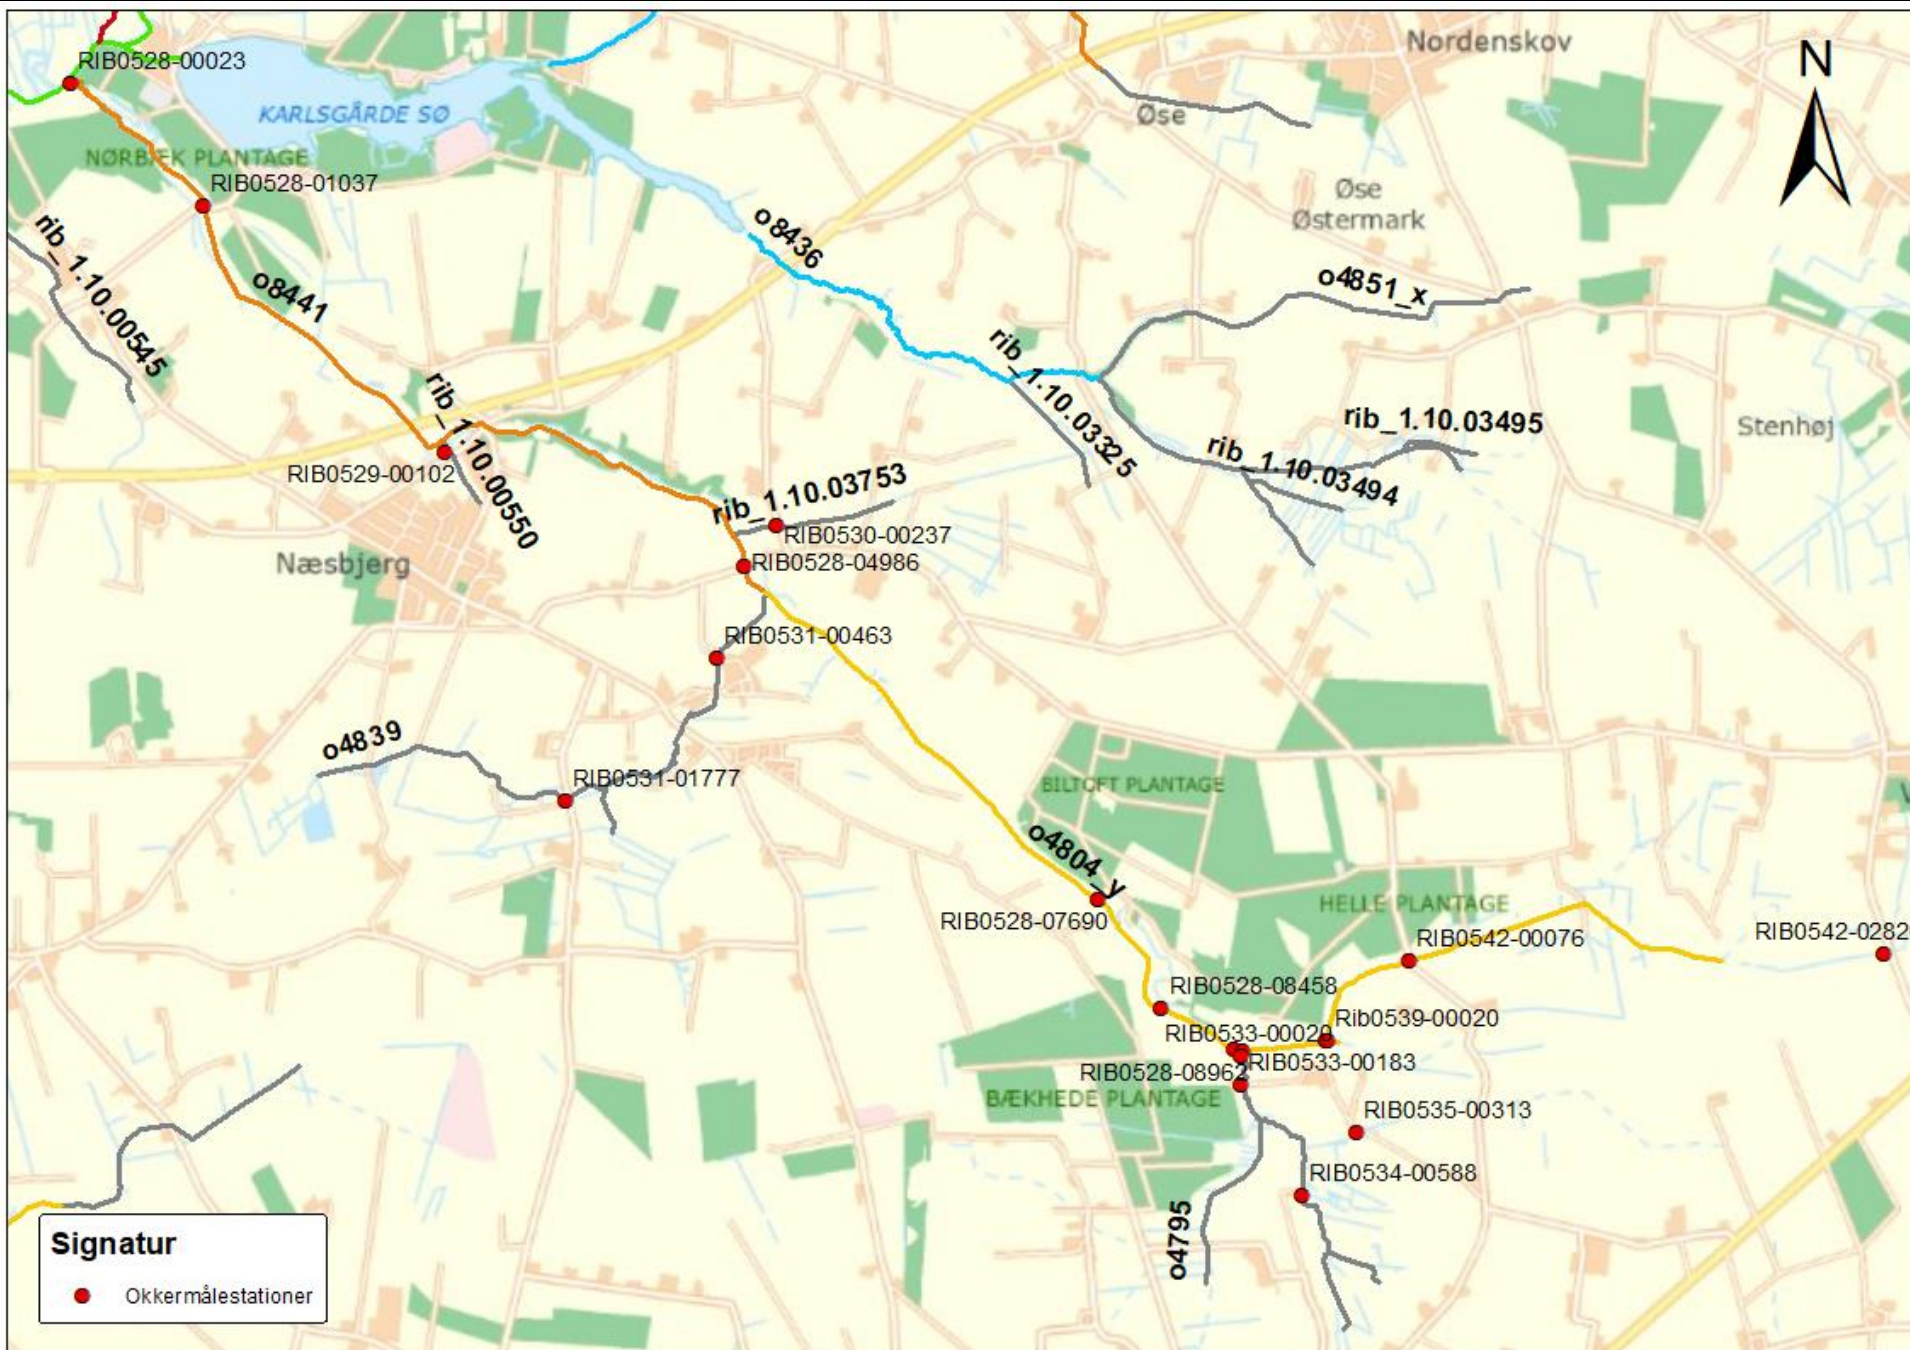 Nordenskov
N
RIB0528-00023
KARLSGÅRDE SØ
Øse
NØRBÆK PLANTAGE
RIB0528-01037
Øse
Østermark
o8436
rib_1.10.00545
o8441
o4851_x
rib_1.10.03325
rib_1.10.00550
rib_1.10.03495
Stenhøj
rib_1.10.03494
RIB0529-00102
rib_1.10.03753
RIB0530-00237
Næsbjerg
RIB0528-04986
RIB0531-00463
o4839
RIB0531-01777
BILTOFT PLANTAGE
o4804_y
HELLE PLANTAGE
RIB0528-07690
RIB0542-00076
RIB0542-0282
RIB0528-08458
Rib0539-00020
RIB0533-00020
RIB0533-00183
RIB0528-08962
BÆKHEDE PLANTAGE
RIB0535-00313
RIB0534-00588
o4795
Signatur
Okkermålestationer